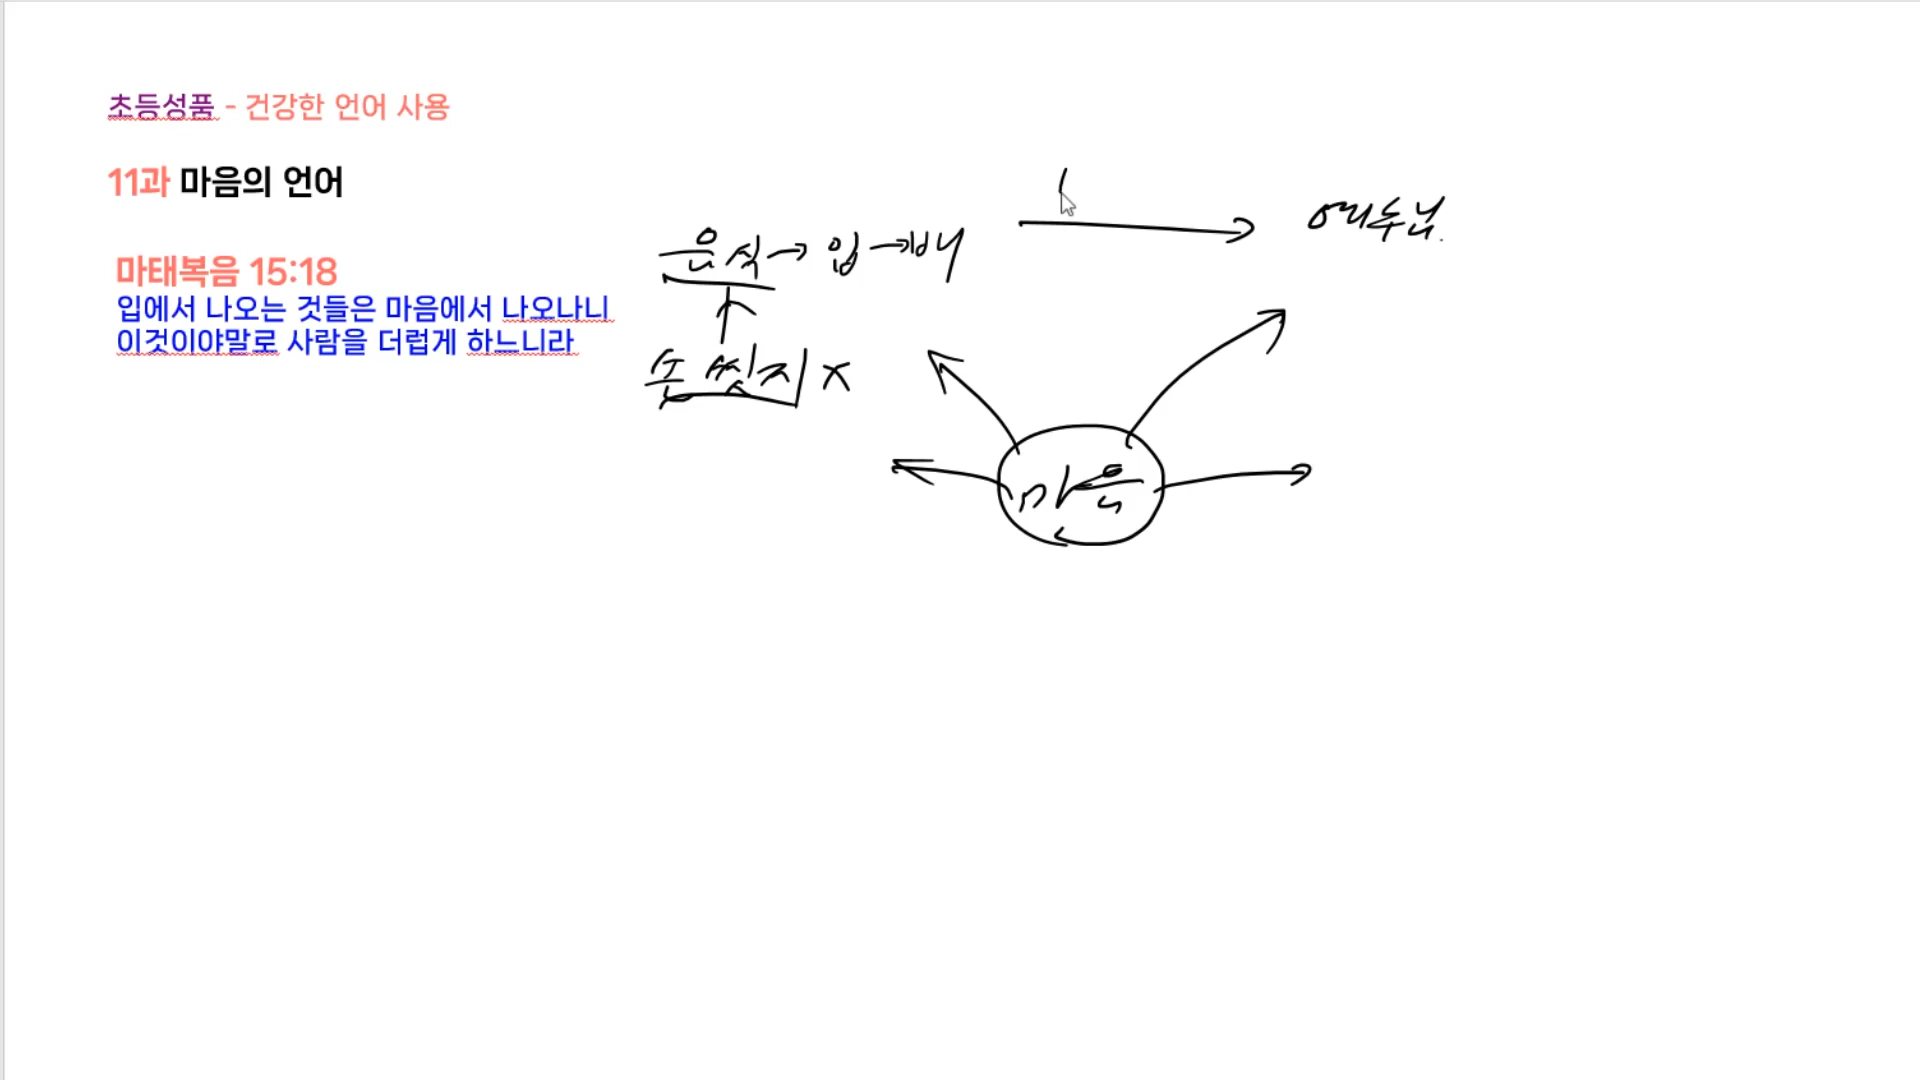 초등성품 - 건강한 언어 사용
11과 마음의 언어
마태복음 15:18
입에서 나오는 것들은 마음에서 나오나니
이것이야말로 사람을 더럽게 하느니라
음식→입→배 → 예수님.
손 씻지 x
마음